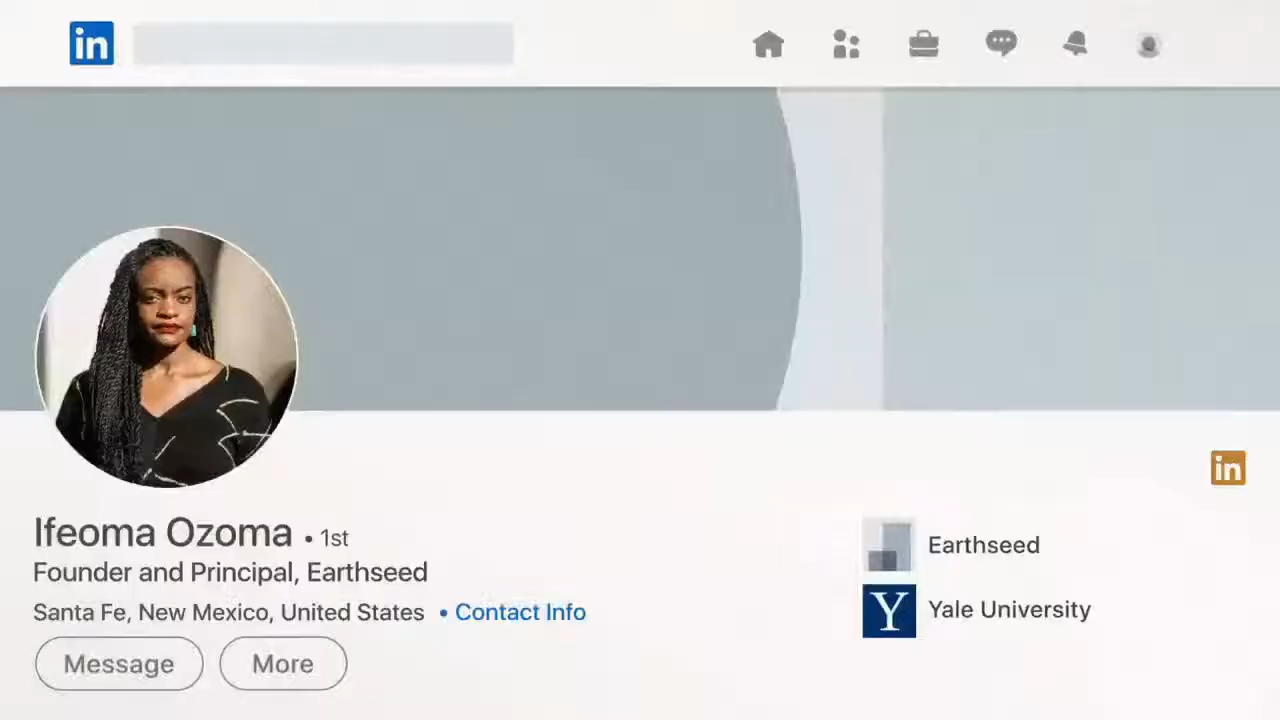 in
in
Ifeoma Ozoma • 1st
Founder and Principal, Earthseed
Santa Fe, New Mexico, United States • Contact Info
Message
More
Earthseed
Y
Yale University